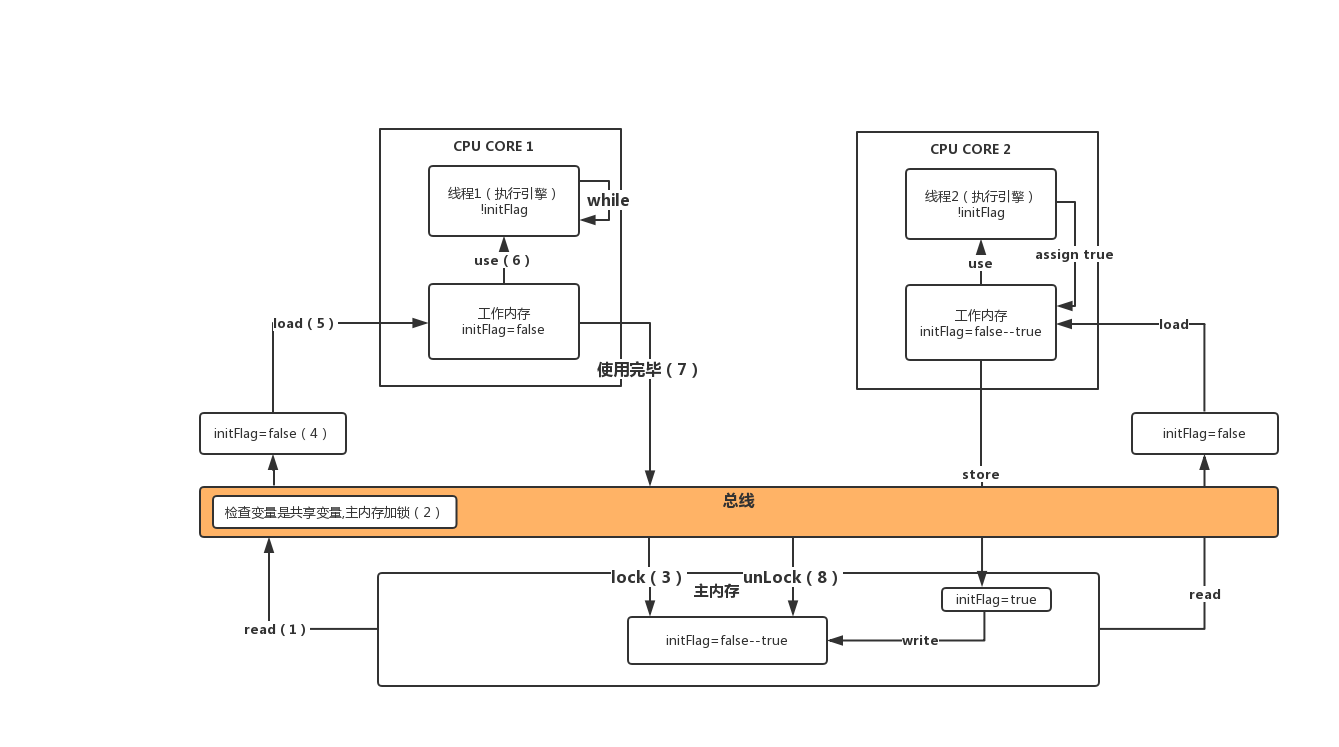 CPU CORE 1
线程1（执行引擎）
!initFlag
while
use（6）
工作内存
initFlag=false
load（5）
使用完毕（7）
initFlag=false（4）
CPU CORE 2
线程2（执行引擎）
!initFlag
assign true
use
工作内存
initFlag=false--true
load
initFlag=false
store
总线
检查变量是共享变量,主内存加锁（2）
lock（3）
unLock（8）
主内存
initFlag=true
read
read（1）
initFlag=false--true
write